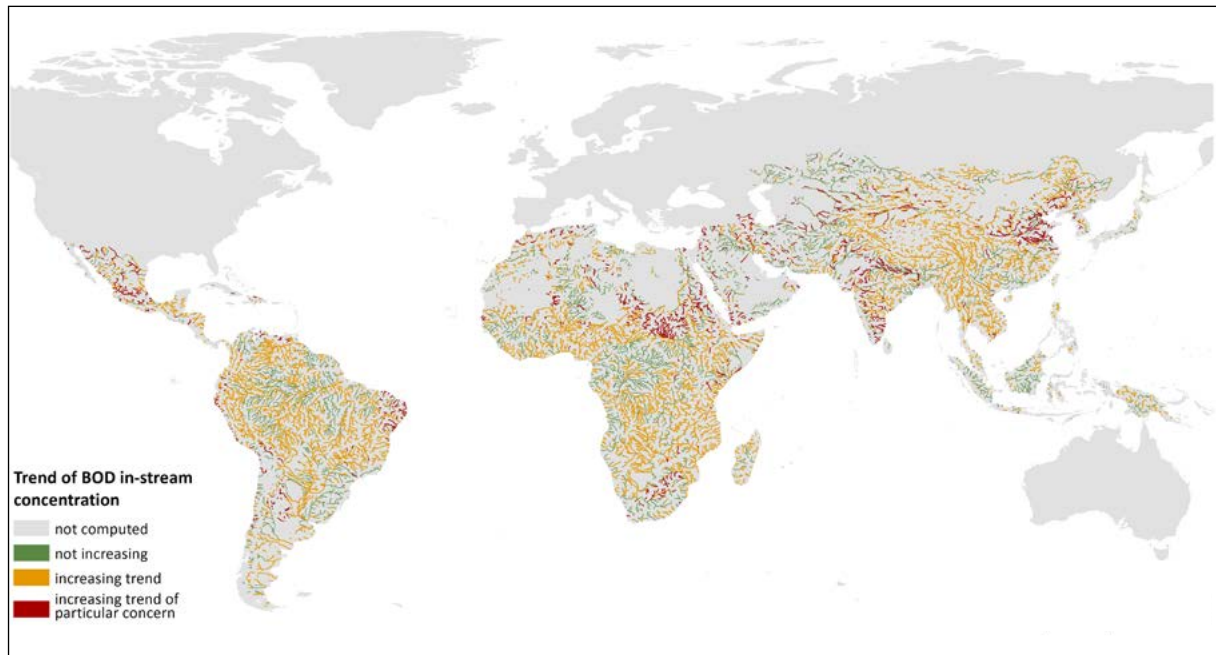 Trend of BOD in-stream
concentration
not computed
not increasing
increasing trend
increasing trend of
particular concern